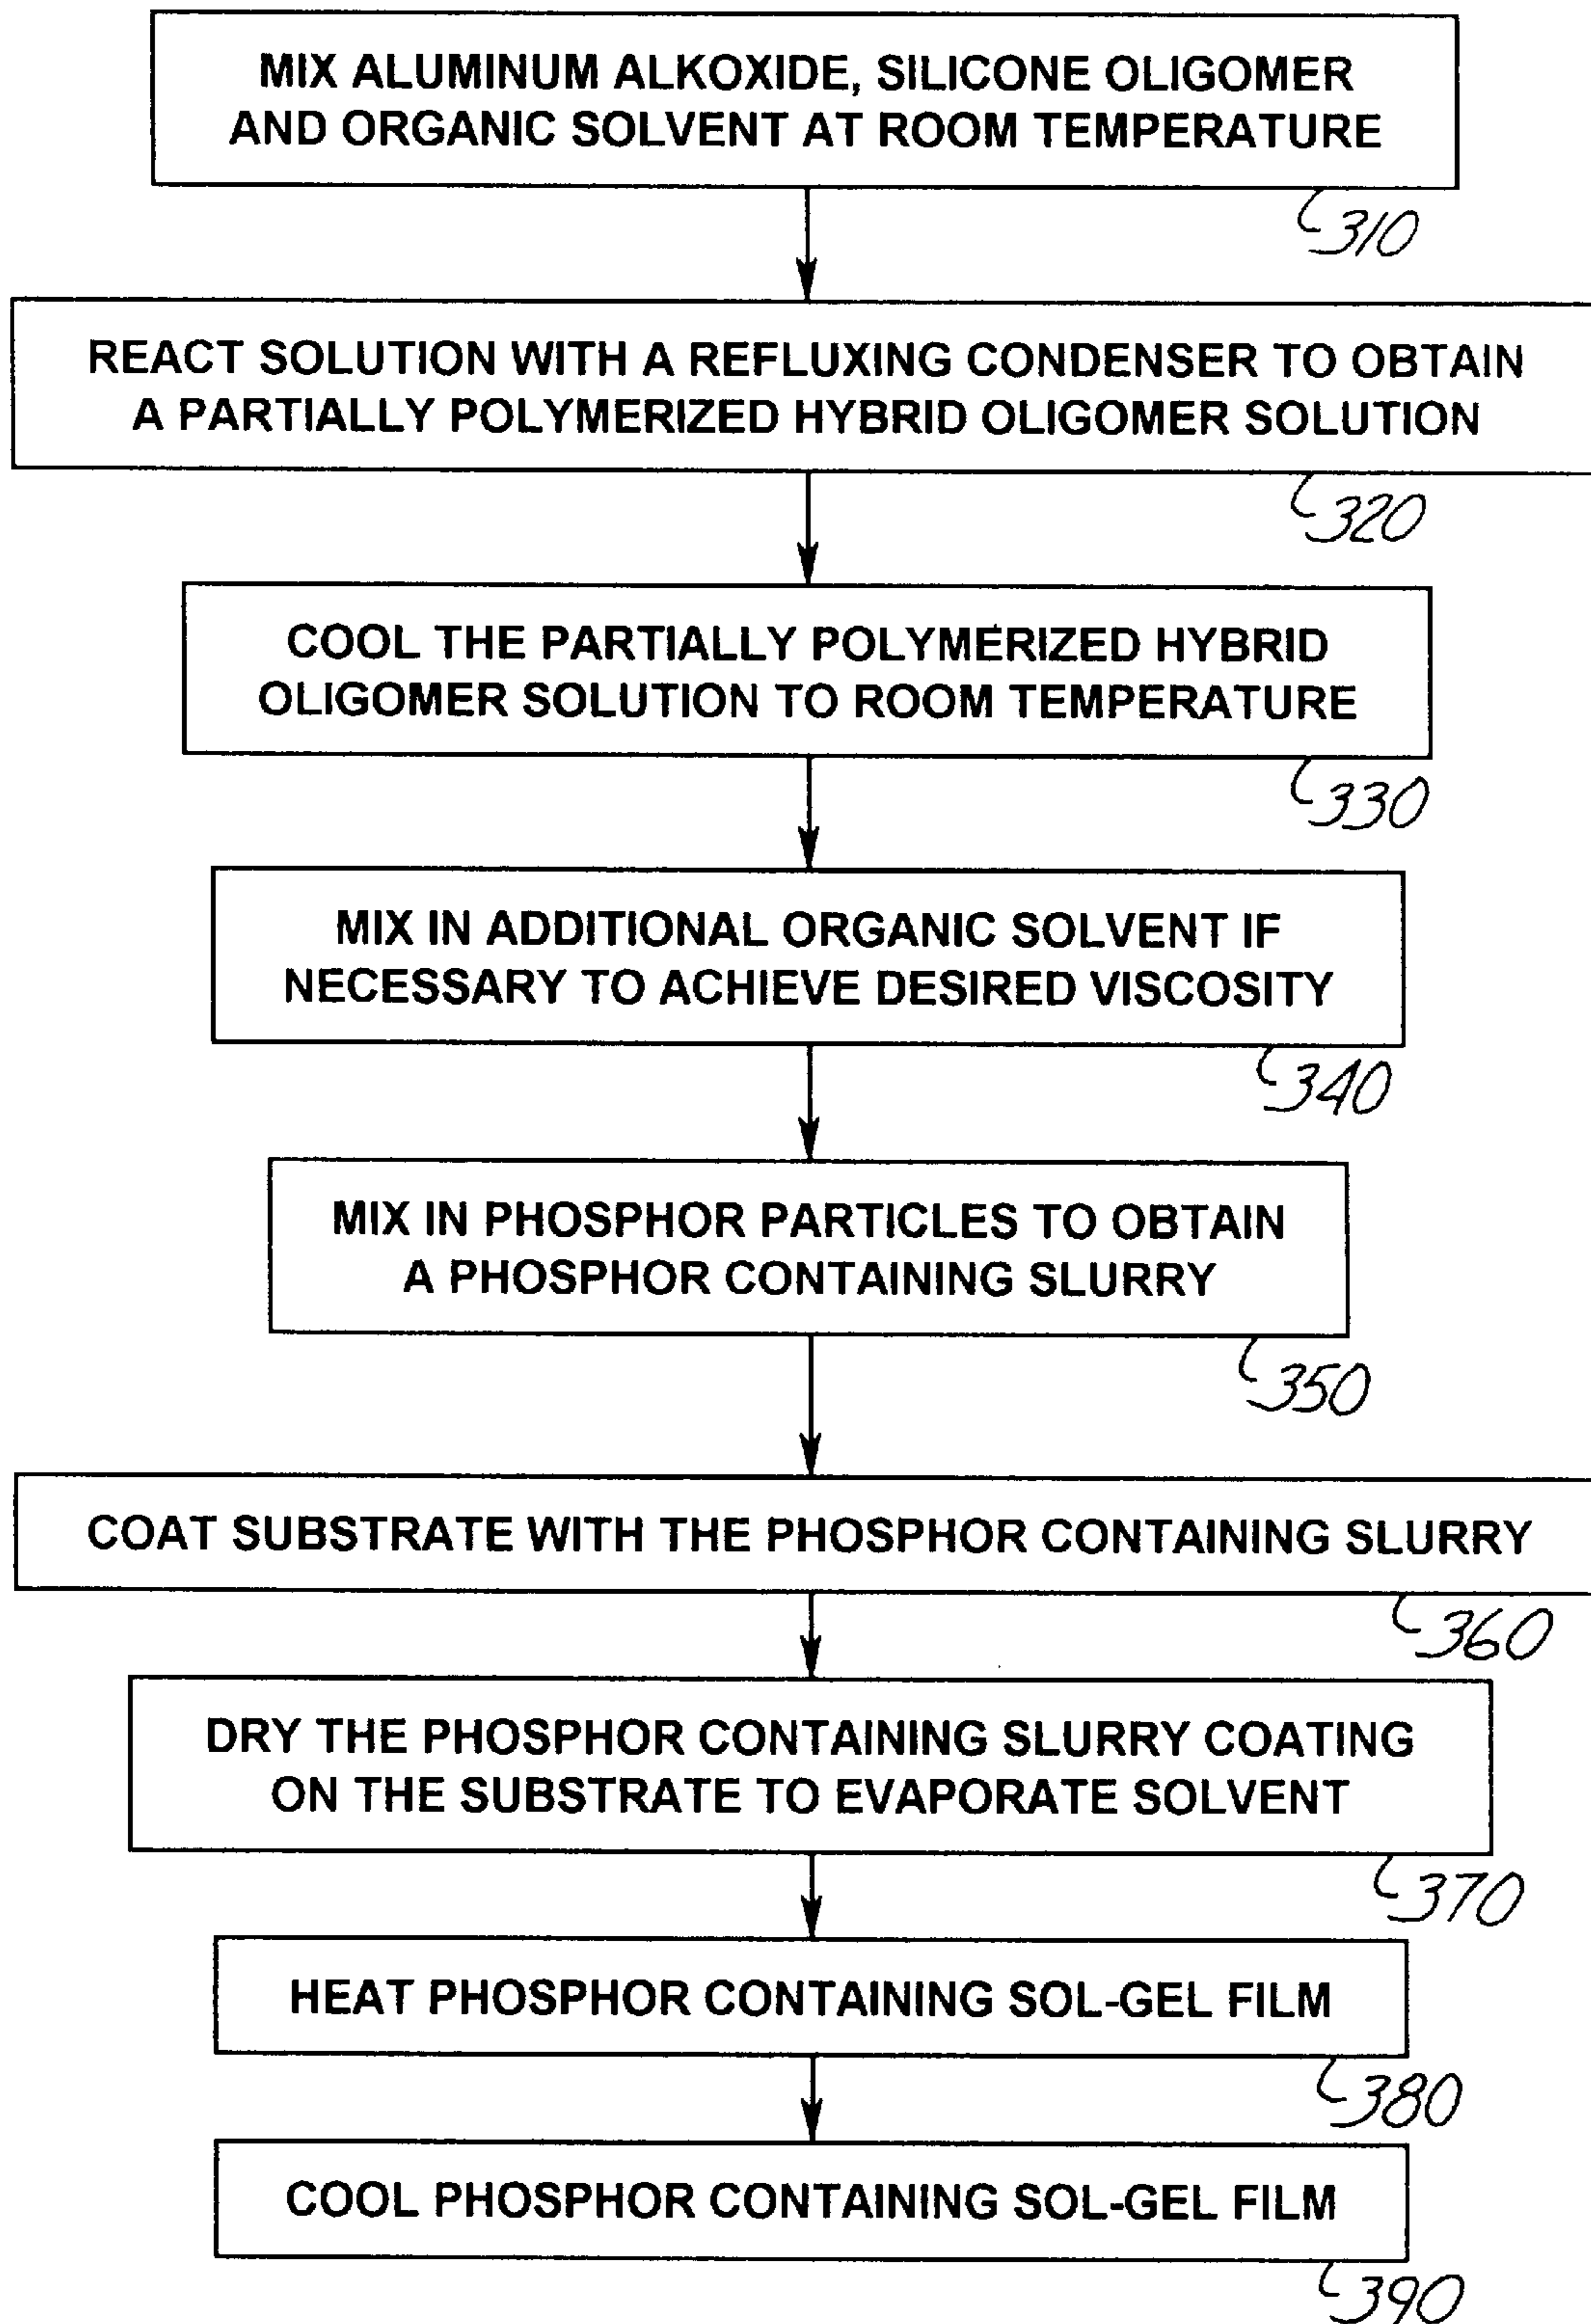 MIX ALUMINUM ALKOXIDE, SILICONE OLIGOMER
AND ORGANIC SOLVENT AT ROOM TEMPERATURE
310
REACT SOLUTION WITH A REFLUXING CONDENSER TO OBTAIN
A PARTIALLY POLYMERIZED HYBRID OLIGOMER SOLUTION
320
COOL THE PARTIALLY POLYMERIZED HYBRID
OLIGOMER SOLUTION TO ROOM TEMPERATURE
330
MIX IN ADDITIONAL ORGANIC SOLVENT IF
NECESSARY TO ACHIEVE DESIRED VISCOSITY
340
MIX IN PHOSPHOR PARTICLES TO OBTAIN
A PHOSPHOR CONTAINING SLURRY
350
COAT SUBSTRATE WITH THE PHOSPHOR CONTAINING SLURRY
360
DRY THE PHOSPHOR CONTAINING SLURRY COATING
ON THE SUBSTRATE TO EVAPORATE SOLVENT
370
HEAT PHOSPHOR CONTAINING SOL-GEL FILM
380
COOL PHOSPHOR CONTAINING SOL-GEL FILM
390